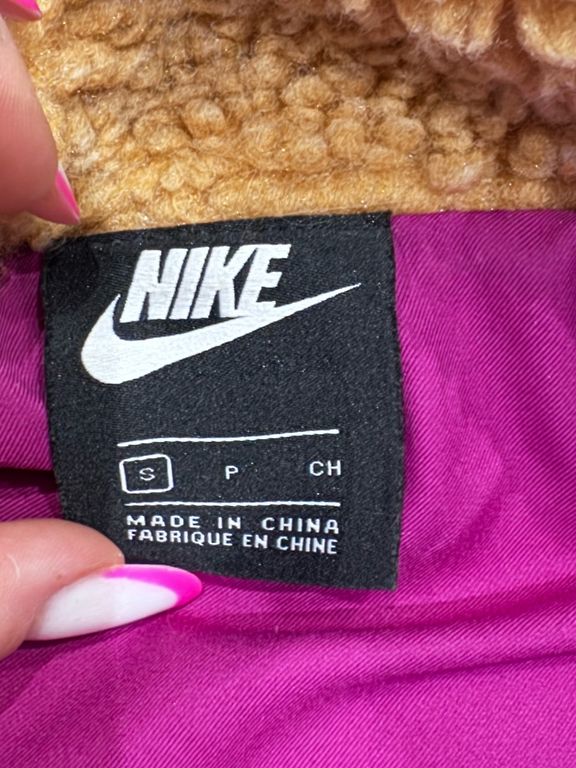 NIKE
S P CH
MADE IN CHINA
FABRIQUE EN CHINE